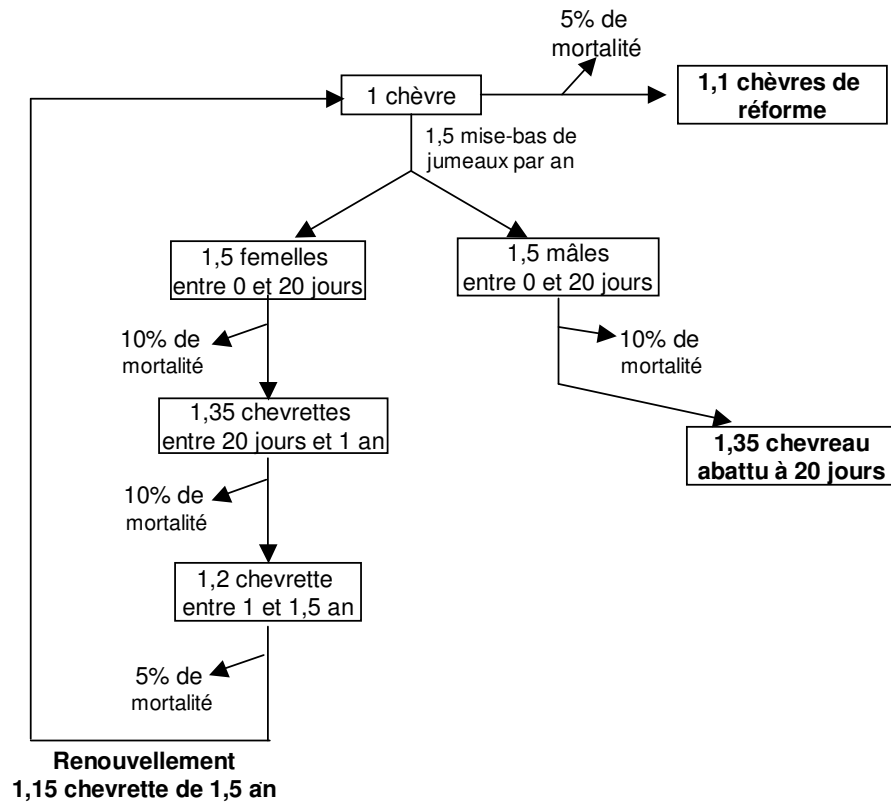 5% de
mortalité
1 chèvre
1,1 chèvres de
réforme
1,5 mise-bas de
jumeaux par an
1,5 femelles
entre 0 et 20 jours
1,5 mâles
entre 0 et 20 jours
10% de
mortalité
10% de
mortalité
1,35 chevrettes
entre 20 jours et 1 an
1,35 chevreau
abattu à 20 jours
10% de
mortalité
1,2 chevrette
entre 1 et 1,5 an
5% de
mortalité
Renouvellement
1,15 chevrette de 1,5 an